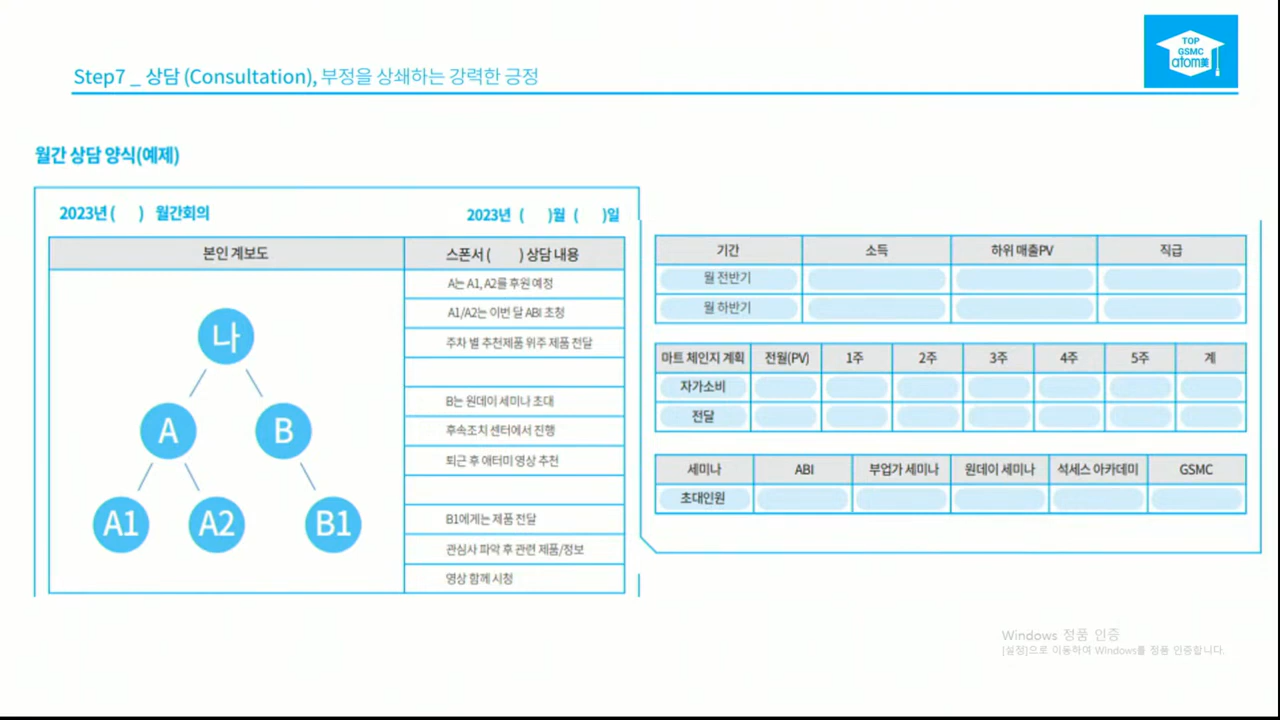 TOP
GSMC
atom美
Step7 _ 상담 (Consultation), 부정을 상쇄하는 강력한 긍정
월간 상담 양식(예제)
2023년 ( ) 월간회의 2023년 ( )월 ( )일
본인 계보도 스폰서 ( ) 상담 내용
A는 A1, A2를 후원 예정
A1/A2는 이번 달 ABI 초청
주차 별 추천제품 위주 제품 전달
B는 원데이 세미나 초대
후속조치 센터에서 진행
퇴근 후 애터미 영상 추천
B1에게는 제품 전달
관심사 파악 후 관련 제품/정보
영상 함께 시청
나
A B
A1 A2 B1
기간 소득 하위 매출PV 직급
월 전반기
월 하반기
마트 체인지 계획 전월(PV) 1주 2주 3주 4주 5주 계
자가소비
전달
세미나 ABI 부업가 세미나 원데이 세미나 석세스 아카데미 GSMC
초대인원
Windows 정품 인증
[설정]으로 이동하여 Windows를 정품 인증합니다.